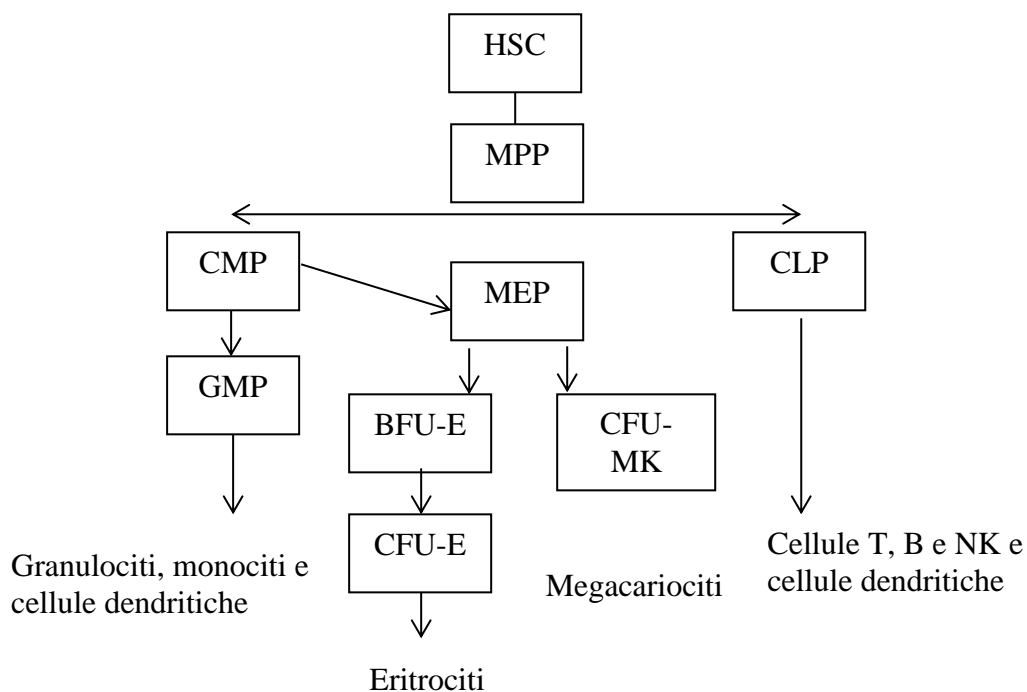 HSC
MPP
CMP
CLP
MEP
GMP
BFU-E
CFU-
MK
CFU-E
Granulociti, monociti e
cellule dendritiche
Megacariociti
Cellule T, B e NK e
cellule dendritiche
Eritrociti